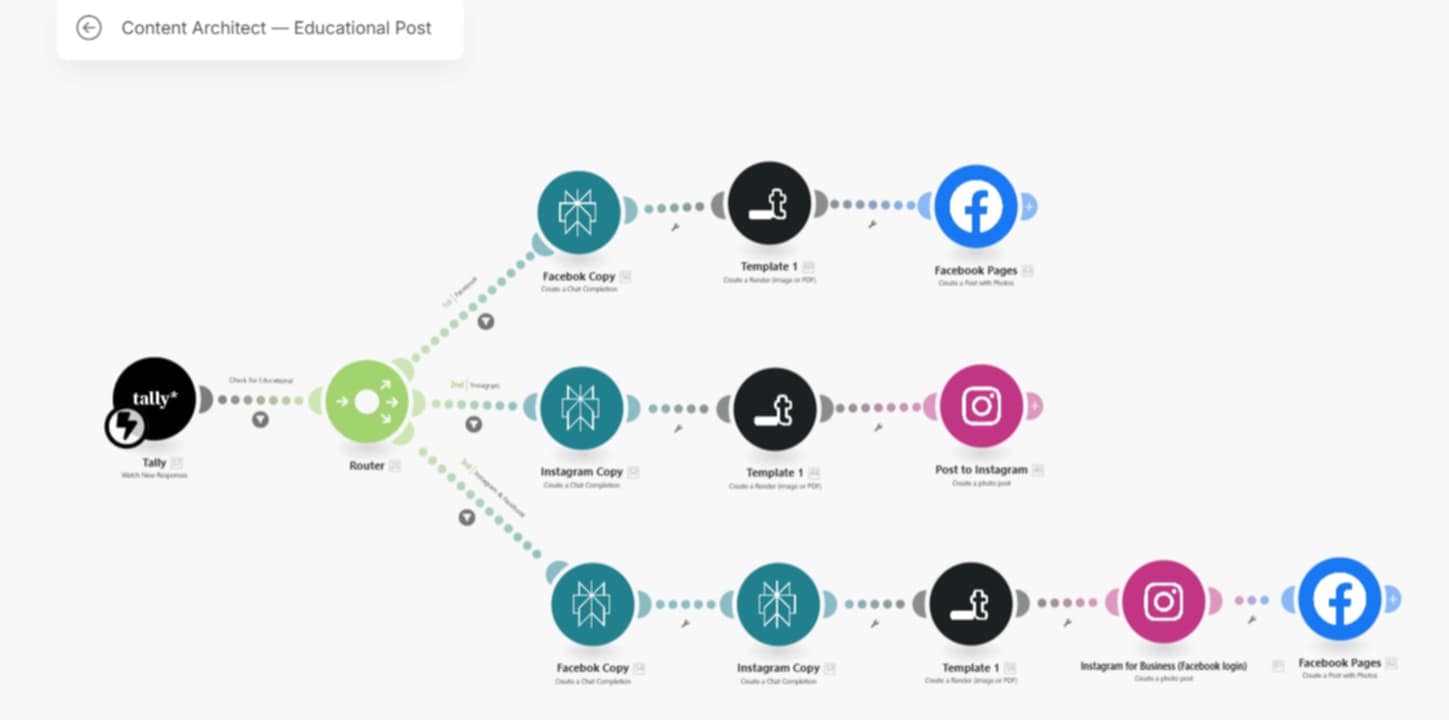 Content Architect — Educational Post
Facebok Copy
Create a Chat Completion
Template 1
Create a Render (Image or PDF)
Facebook Pages
Create a Post with Photos
1st | Facebook
tally*
Check for Educational
2nd | Instagram
Tally
Watch New Responses
Router
Instagram Copy
Create a Chat Completion
Template 1
Create a Render (Image or PDF)
Post to Instagram
Create a photo post
3rd | Instagram & Facebook
Facebok Copy
Create a Chat Completion
Instagram Copy
Create a Chat Completion
Template 1
Create a Render (Image or PDF)
Instagram for Business (Facebook login)
Create a photo post
Facebook Pages
Create a Post with Photos